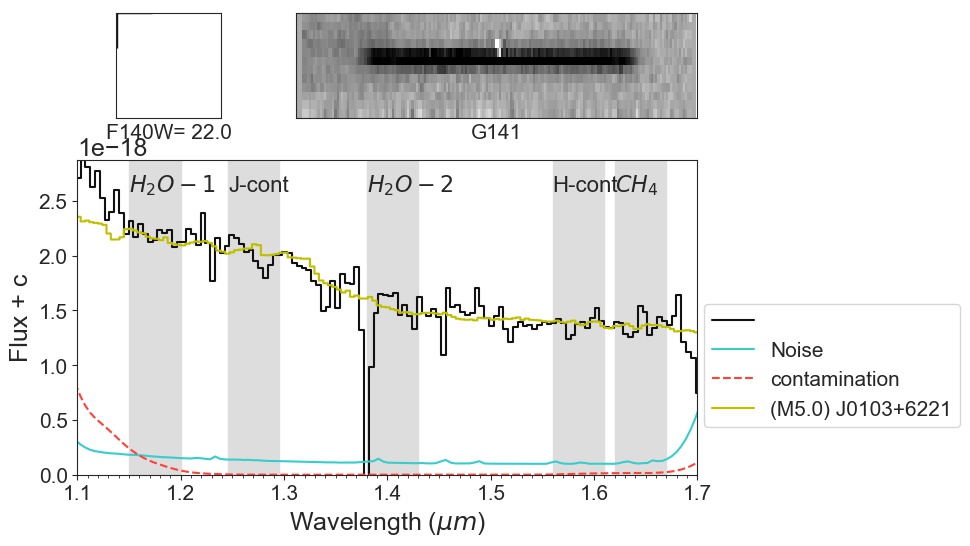 F140W= 22.0
G141
1e−18
H₂O − 1 J-cont H₂O − 2 H-cont CH₄
2.5
2.0
1.5
1.0
0.5
0.0
1.1 1.2 1.3 1.4 1.5 1.6 1.7
Flux + c
Wavelength (μm)
Noise
contamination
(M5.0) J0103+6221